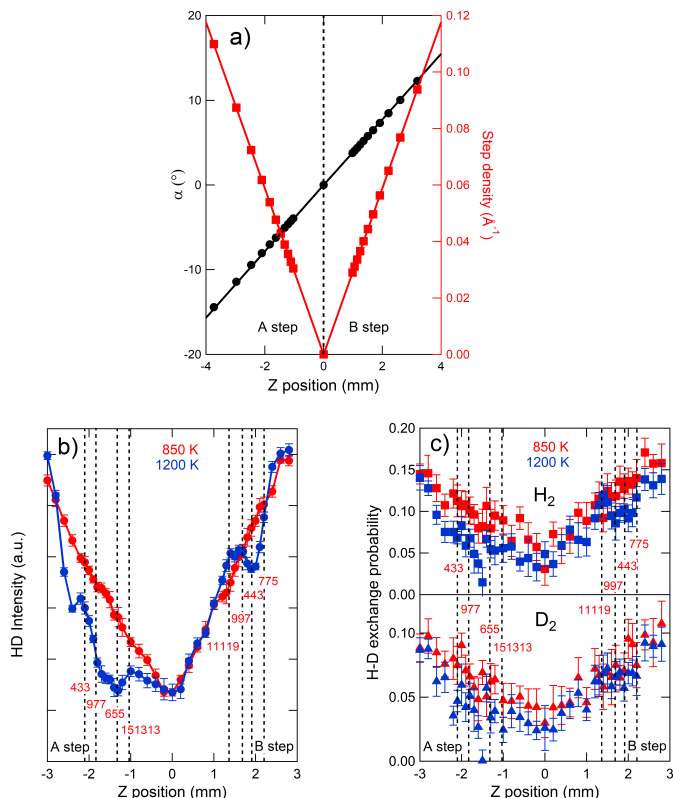 a)
20
10
0
-10
-20
α (°)
0.12
0.10
0.08
0.06
0.04
0.02
0.00
Step density (Å⁻¹)
A step
B step
-4
-2
0
2
4
Z position (mm)
b)
850 K
1200 K
HD Intensity (a.u.)
775
443
997
11119
433
977
655
151313
A step
B step
-3
-2
-1
0
1
2
3
Z position (mm)
c)
850 K
1200 K
H₂
0.20
0.15
0.10
0.05
0.00
H-D exchange probability
775
443
997
11119
433
977
655
151313
D₂
0.10
0.05
0.00
A step
B step
-3
-2
-1
0
1
2
3
Z position (mm)